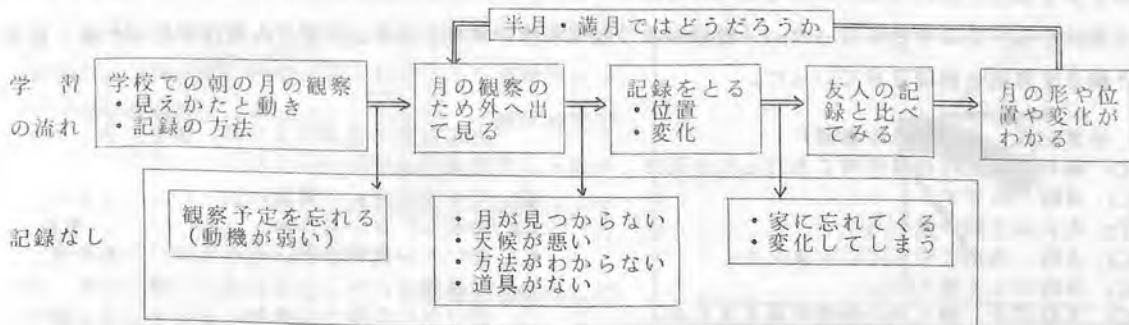 半月・満月ではどうだろうか
学習
の流れ
学校での朝の月の観察
・見えかたと動き
・記録の方法
月の観察の
ため外へ出
て見る
記録をとる
・位置
・変化
友人の記
録と比べ
てみる
月の形や位
置や変化が
わかる
記録なし
観察予定を忘れる
（動機が弱い）
・月が見つからない
・天候が悪い
・方法がわからない
・道具がない
・家に忘れてくる
・変化してしまう